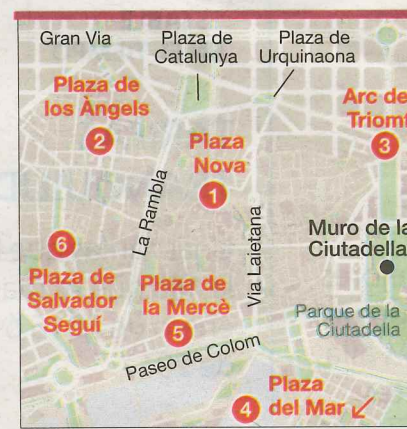 Gran Via
Plaza de
Catalunya
Plaza de
Urquinaona
Plaza de
los Àngels
2
Plaza
Nova
1
Arc de
Triomf
3
La Rambla
Via Laietana
Muro de la
Ciutadella
6
Plaza de
Salvador
Seguí
Plaza de
la Mercè
5
Parque de la
Ciutadella
Paseo de Colom
4
Plaza
del Mar